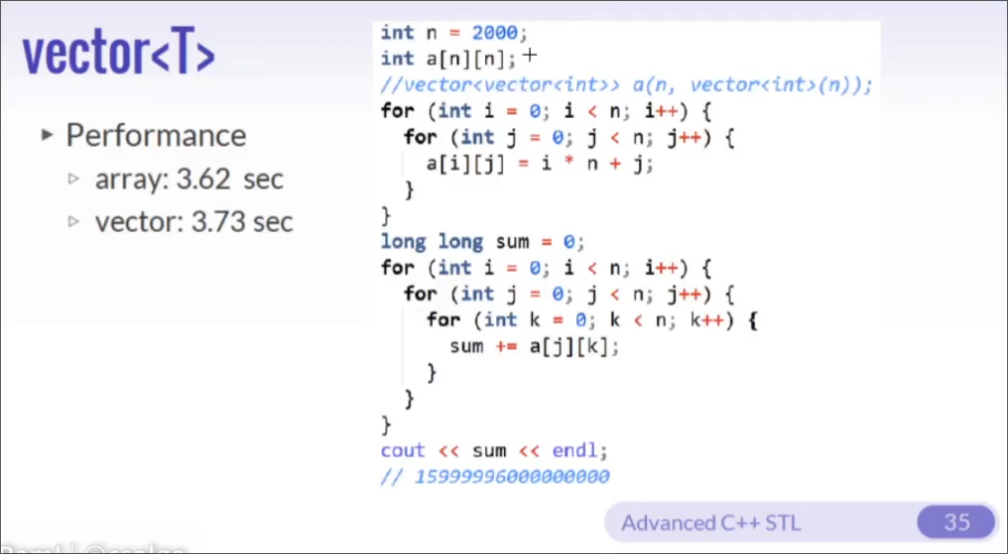 vector<T>
Performance
array: 3.62 sec
vector: 3.73 sec
int n = 2000;
int a[n][n];
//vector<vector<int>> a(n, vector<int>(n));
for (int i = 0; i < n; i++) {
for (int j = 0; j < n; j++) {
a[i][j] = i * n + j;
}
}
long long sum = 0;
for (int i = 0; i < n; i++) {
for (int j = 0; j < n; j++) {
for (int k = 0; k < n; k++) {
sum += a[j][k];
}
}
}
cout << sum << endl;
// 15999996000000000
Advanced C++ STL
35